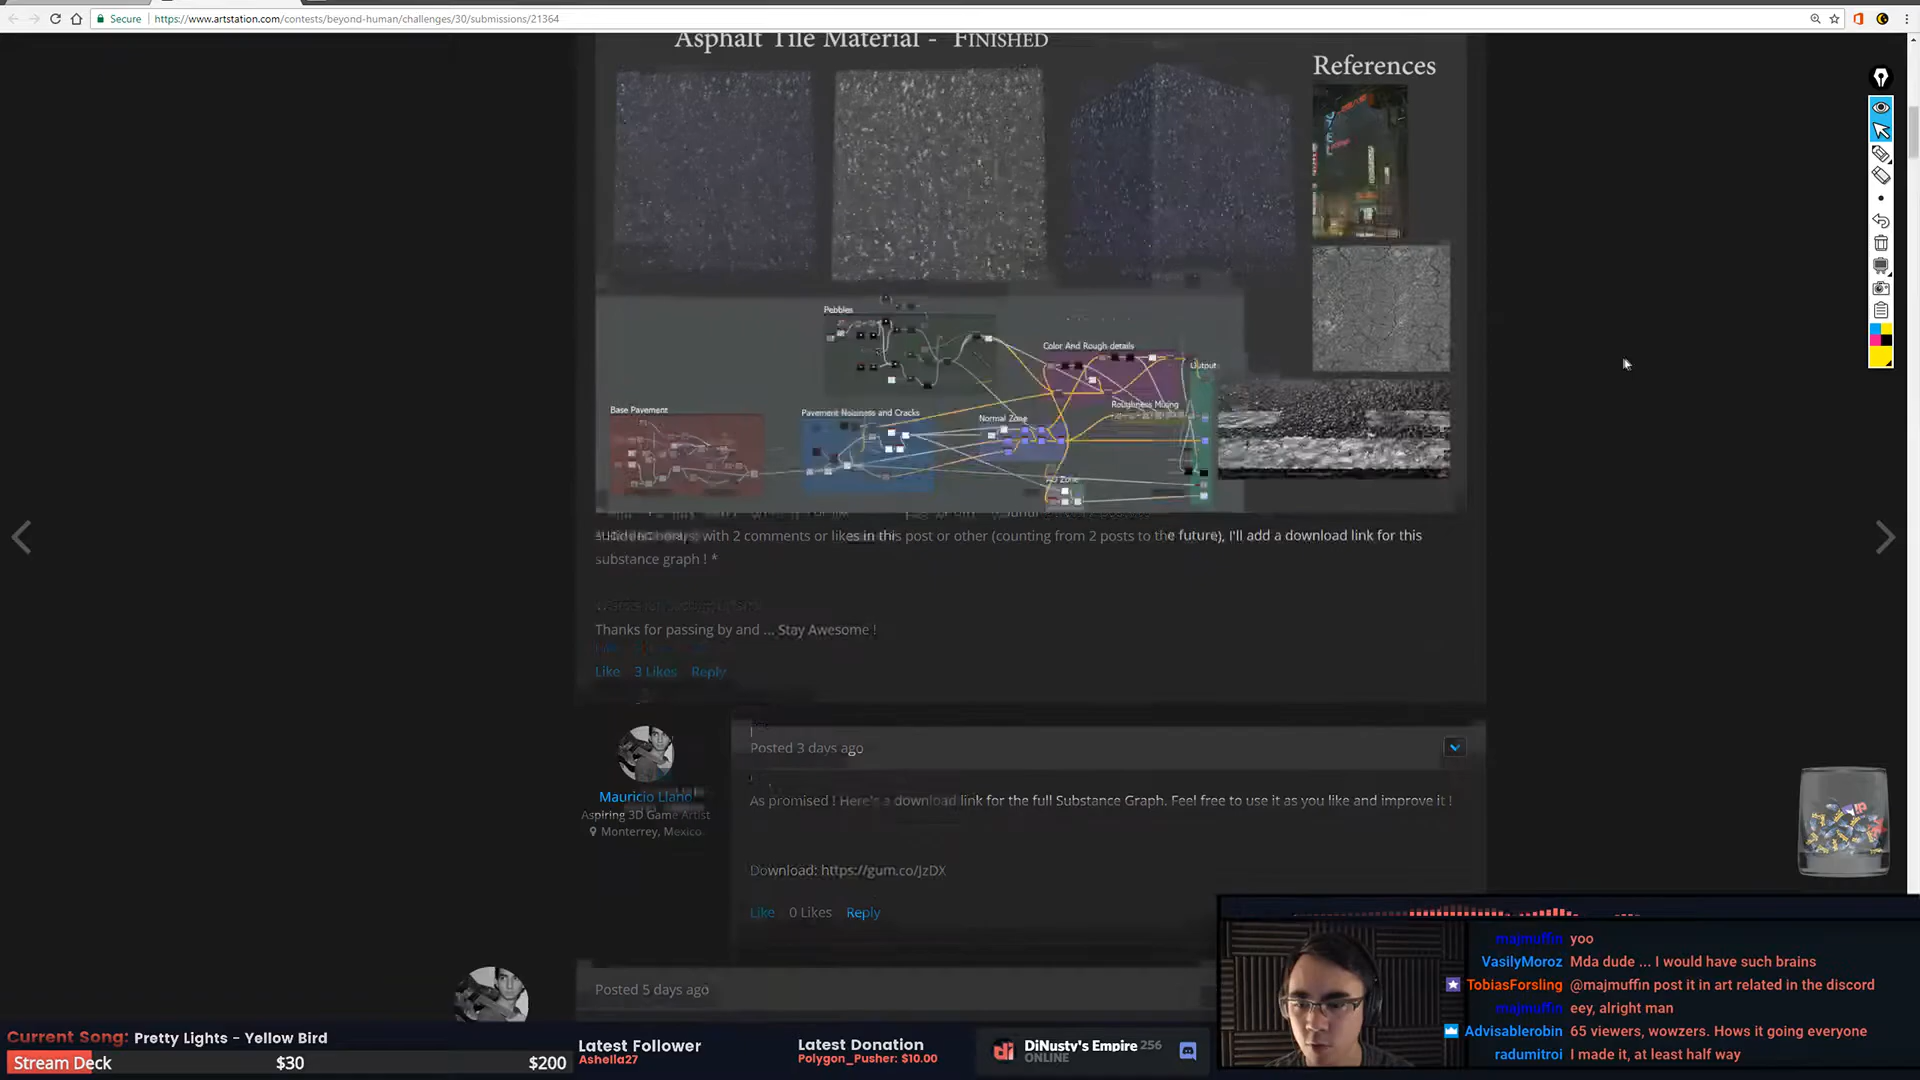 Secure
https://www.artstation.com/contests/beyond-human/challenges/30/submissions/21364
Asphalt Tile Material - Finished
References
Pebbles
Color And Rough details
Output
Base Pavement
Pavement Noisiness and Cracks
Roughness Mixing
Normal Zone
AO Zone
with 2 comments or likes in this post or other (counting from 2 posts to the future), I'll add a download link for this
substance graph ! *
Thanks for passing by and ... Stay Awesome !
Like 3 Likes Reply
Posted 3 days ago
Mauricio Llano
Aspiring 3D Game Artist
Monterrey, Mexico
As promised ! Here's a download link for the full Substance Graph. Feel free to use it as you like and improve it !
Download: https://gum.co/JzDX
Like 0 Likes Reply
Posted 5 days ago
majmuffin yoo
VasilyMoroz Mda dude ... I would have such brains
TobiasForsling @majmuffin post it in art related in the discord
majmuffin eey, alright man
Advisablerobin 65 viewers, wowzers. Hows it going everyone
radumitroi I made it, at least half way
Current Song: Pretty Lights - Yellow Bird
Stream Deck $30 $200
Latest Follower
Ashella27
Latest Donation
Polygon_Pusher: $10.00
DiNusty's Empire 256
ONLINE